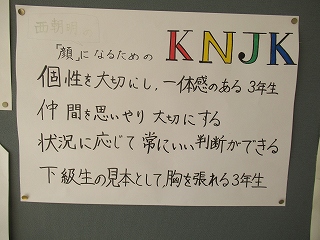 「顔」になるための KNJK
個性を大切にし、一体感のある3年生
仲間を思いやり大切にする
状況に応じて常にいい判断ができる
下級生の見本として、胸を張れる3年生